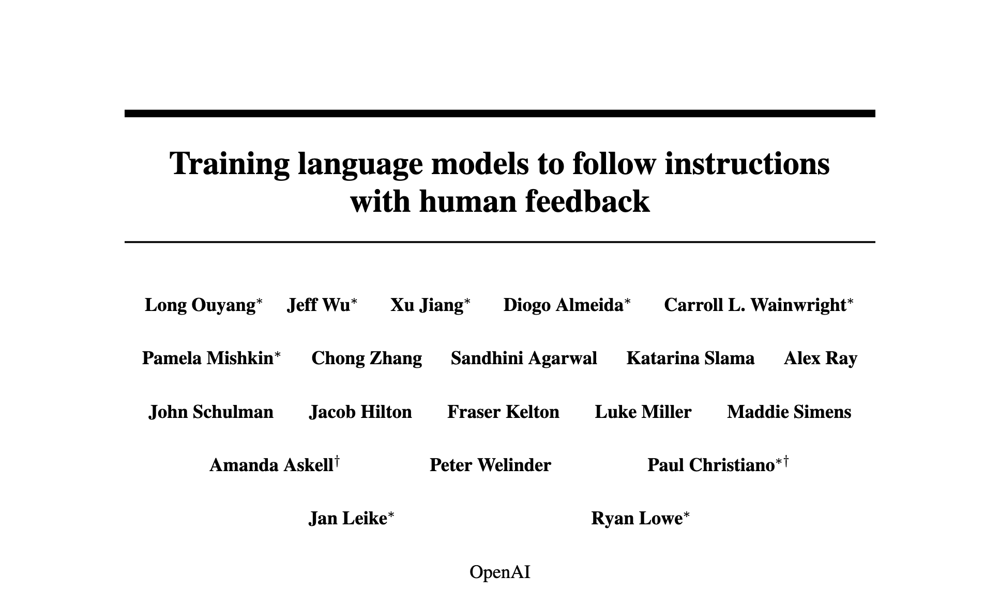 Training language models to follow instructions
with human feedback
Long Ouyang* Jeff Wu* Xu Jiang* Diogo Almeida* Carroll L. Wainwright*
Pamela Mishkin* Chong Zhang Sandhini Agarwal Katarina Slama Alex Ray
John Schulman Jacob Hilton Fraser Kelton Luke Miller Maddie Simens
Amanda Askell† Peter Welinder Paul Christiano*†
Jan Leike* Ryan Lowe*
OpenAI